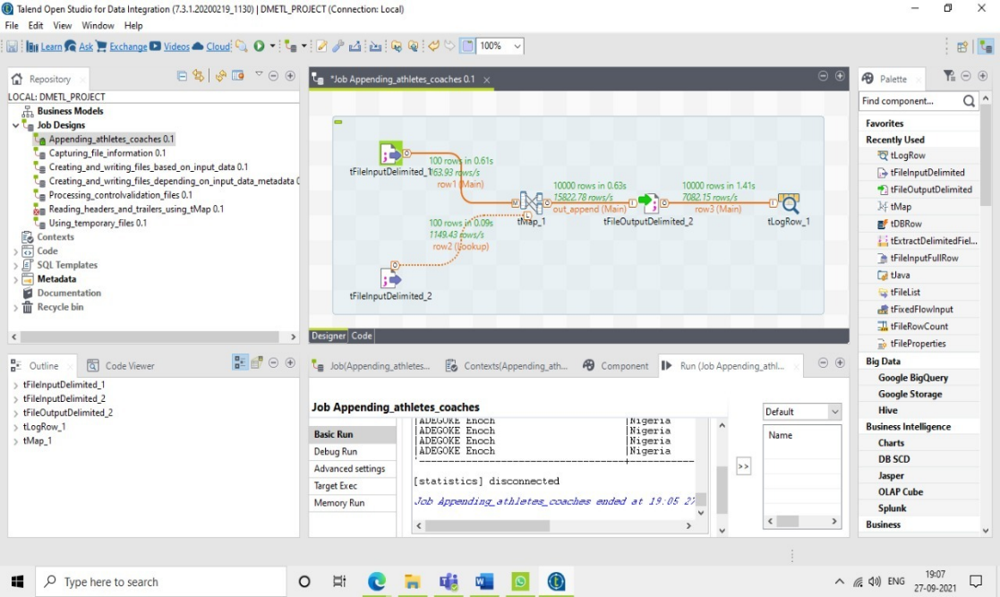 Talend Open Studio for Data Integration (7.3.1.20200219_1130) | DMETL_PROJECT (Connection: Local)
File Edit View Window Help
Learn Ask Exchange Videos Cloud 100%
Repository
LOCAL: DMETL_PROJECT
Business Models
Job Designs
Appending_athletes_coaches 0.1
Capturing_file_information 0.1
Creating_and_writing_files_based_on_input_data 0.1
Creating_and_writing_files_depending_on_input_data_metadata 0
Processing_controlvalidation_files 0.1
Reading_headers_and_trailers_using_tMap 0.1
Using_temporary_files 0.1
Contexts
Code
SQL Templates
Metadata
Documentation
Recycle bin
*Job Appending_athletes_coaches 0.1
100 rows in 0.61s
163.93 rows/s
row1 (Main)
tFileInputDelimited_1
100 rows in 0.09s
1149.43 rows/s
row2 (Lookup)
tFileInputDelimited_2
tMap_1
10000 rows in 0.63s
15822.78 rows/s
out_append (Main)
tFileOutputDelimited_2
10000 rows in 1.41s
7082.15 rows/s
row3 (Main)
tLogRow_1
Designer Code
Palette
Find component...
Favorites
Recently Used
tLogRow
tFileInputDelimited
tFileOutputDelimited
tMap
tDBRow
tExtractDelimitedFiel...
tFileInputFullRow
tJava
tFileList
tFixedFlowInput
tFileRowCount
tFileProperties
Big Data
Google BigQuery
Google Storage
Hive
Business Intelligence
Charts
DB SCD
Jasper
OLAP Cube
Splunk
Business
Outline Code Viewer
tFileInputDelimited_1
tFileInputDelimited_2
tFileOutputDelimited_2
tLogRow_1
tMap_1
Job(Appending_athletes... Contexts(Appending_ath... Component Run (Job Appending_athl...
Job Appending_athletes_coaches
Basic Run
Debug Run
Advanced settings
Target Exec
Memory Run
|ADEGOKE Enoch |Nigeria
|ADEGOKE Enoch |Nigeria
|ADEGOKE Enoch |Nigeria
|ADEGOKE Enoch |Nigeria
[statistics] disconnected
Job Appending_athletes_coaches ended at 19:05 27
>>
Default
Name
Type here to search
ENG
19:07
27-09-2021